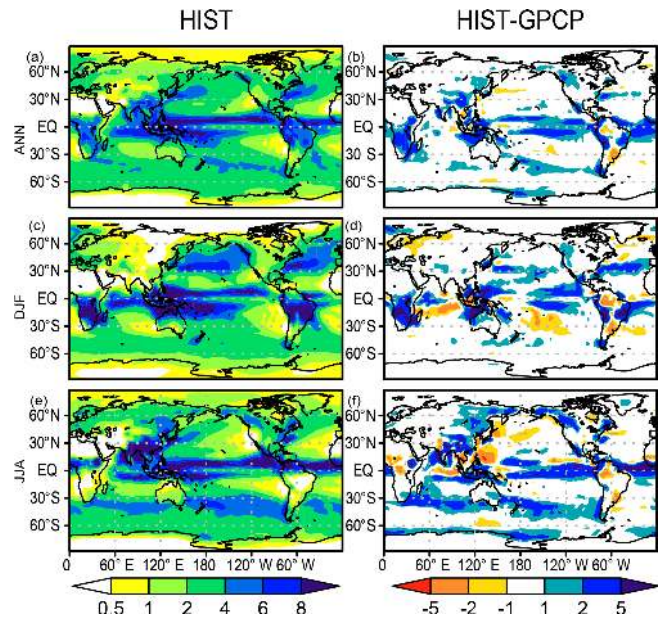 HIST HIST-GPCP
(a) (b)
60°N 60°N
30°N 30°N
EQ EQ
30°S 30°S
60°S 60°S
ANN
(c) (d)
60°N 60°N
30°N 30°N
EQ EQ
30°S 30°S
60°S 60°S
DJF
(e) (f)
60°N 60°N
30°N 30°N
EQ EQ
30°S 30°S
60°S 60°S
JJA
0 60° E 120° E 180° 120° W 60° W 0 60° E 120° E 180° 120° W 60° W
0.5 1 2 4 6 8 -5 -2 -1 1 2 5